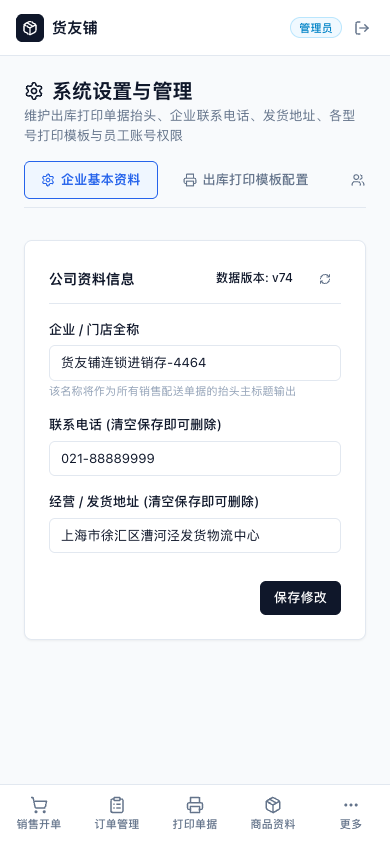 货友铺
管理员
系统设置与管理
维护出库打印单据抬头、企业联系电话、发货地址、各型
号打印模板与员工账号权限
企业基本资料
出库打印模板配置
公司资料信息
数据版本: v74
企业 / 门店全称
货友铺连锁进销存-4464
该名称将作为所有销售配送单据的抬头主标题输出
联系电话 (清空保存即可删除)
021-88889999
经营 / 发货地址 (清空保存即可删除)
上海市徐汇区漕河泾发货物流中心
保存修改
销售开单
订单管理
打印单据
商品资料
更多